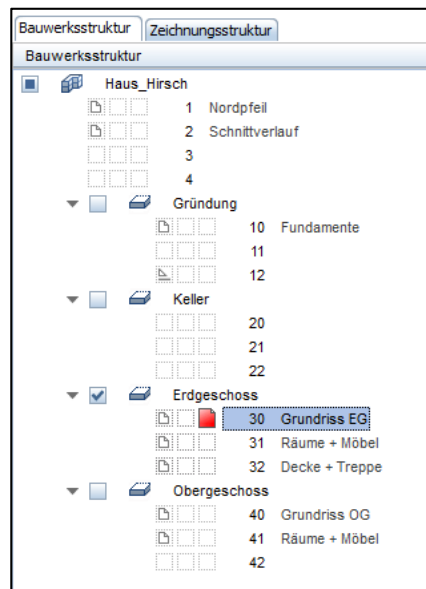 Bauwerksstruktur Zeichnungsstruktur
Bauwerksstruktur
Haus_Hirsch
1 Nordpfeil
2 Schnittverlauf
3
4
Gründung
10 Fundamente
11
12
Keller
20
21
22
Erdgeschoss
30 Grundriss EG
31 Räume + Möbel
32 Decke + Treppe
Obergeschoss
40 Grundriss OG
41 Räume + Möbel
42